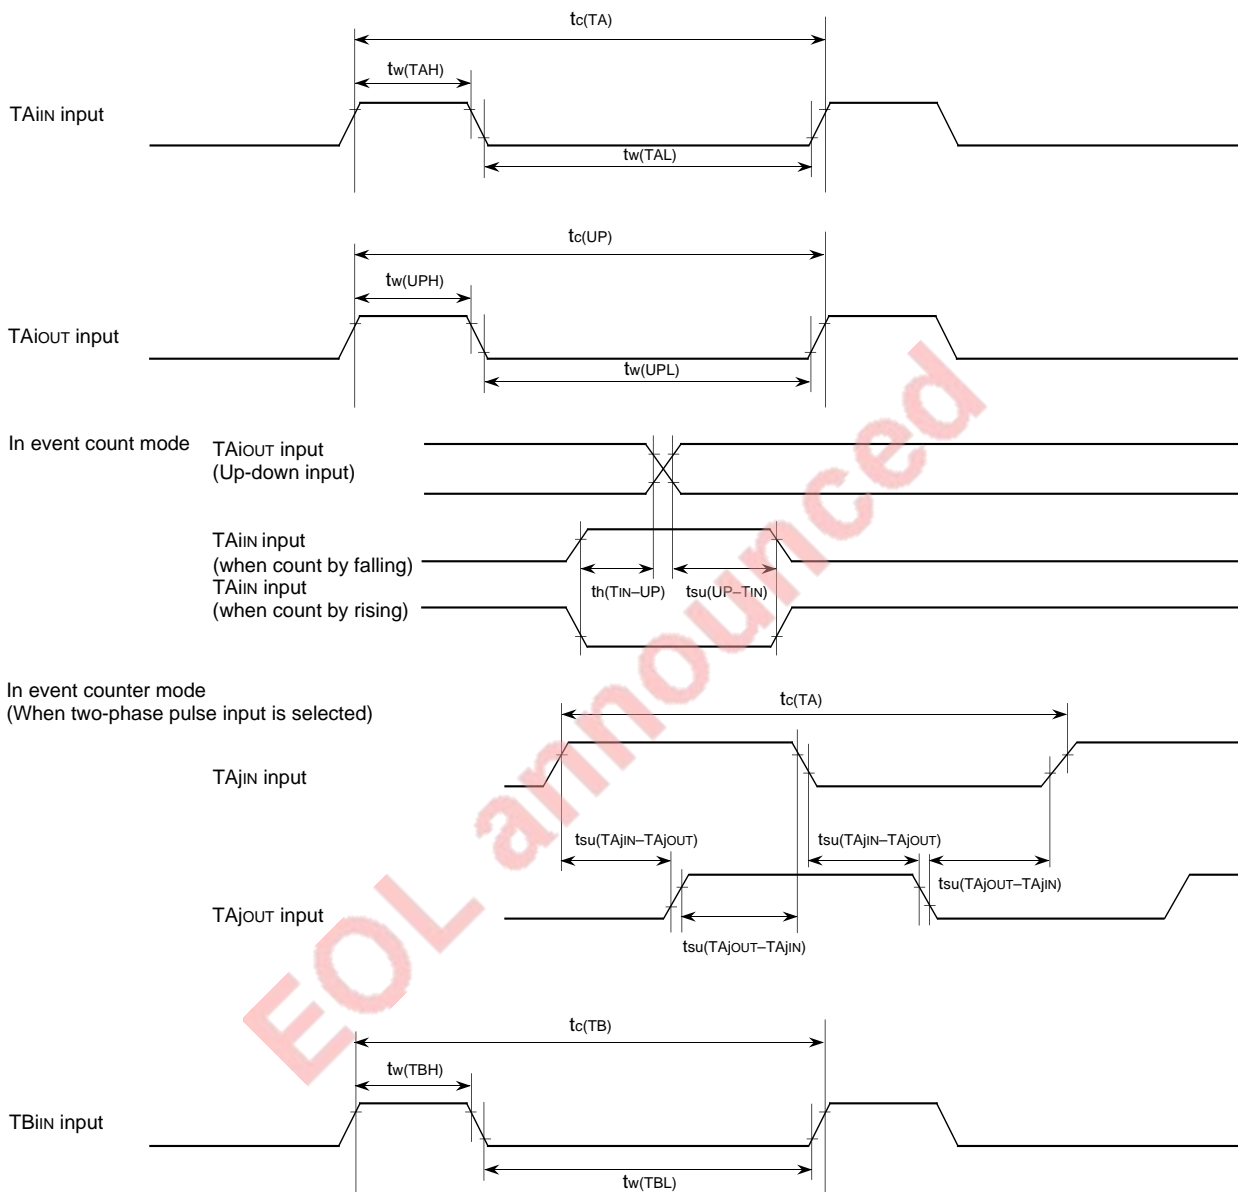 tc(TA)
tw(TAH)
TAiIN input
tw(TAL)
tc(UP)
tw(UPH)
TAiOUT input
tw(UPL)
In event count mode
TAiOUT input
(Up-down input)
TAiIN input
(when count by falling)
th(TIN–UP)
tsu(UP–TIN)
TAiIN input
(when count by rising)
In event counter mode
(When two-phase pulse input is selected)
tc(TA)
TAjIN input
tsu(TAjIN–TAjOUT)
tsu(TAjIN–TAjOUT)
tsu(TAjOUT–TAjIN)
TAjOUT input
tsu(TAjOUT–TAjIN)
tc(TB)
tw(TBH)
TBiIN input
tw(TBL)
EOL announced